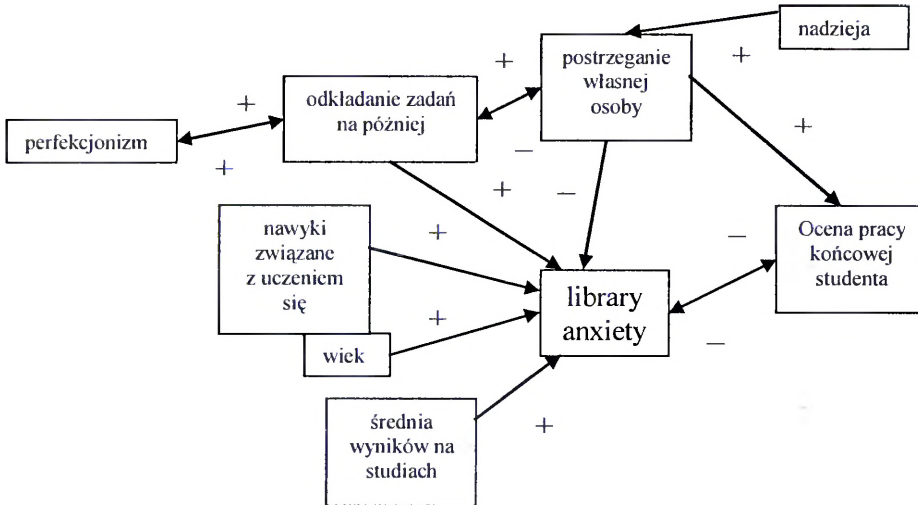 nadzieja
+
postrzeganie
własnej
osoby
+
+
odkładanie zadań
na później
+
perfekcjonizm
+
−
+
−
+
nawyki
związane
z uczeniem
się
+
−
Ocena pracy
końcowej
studenta
library
anxiety
+
wiek
−
średnia
wyników na
studiach
+